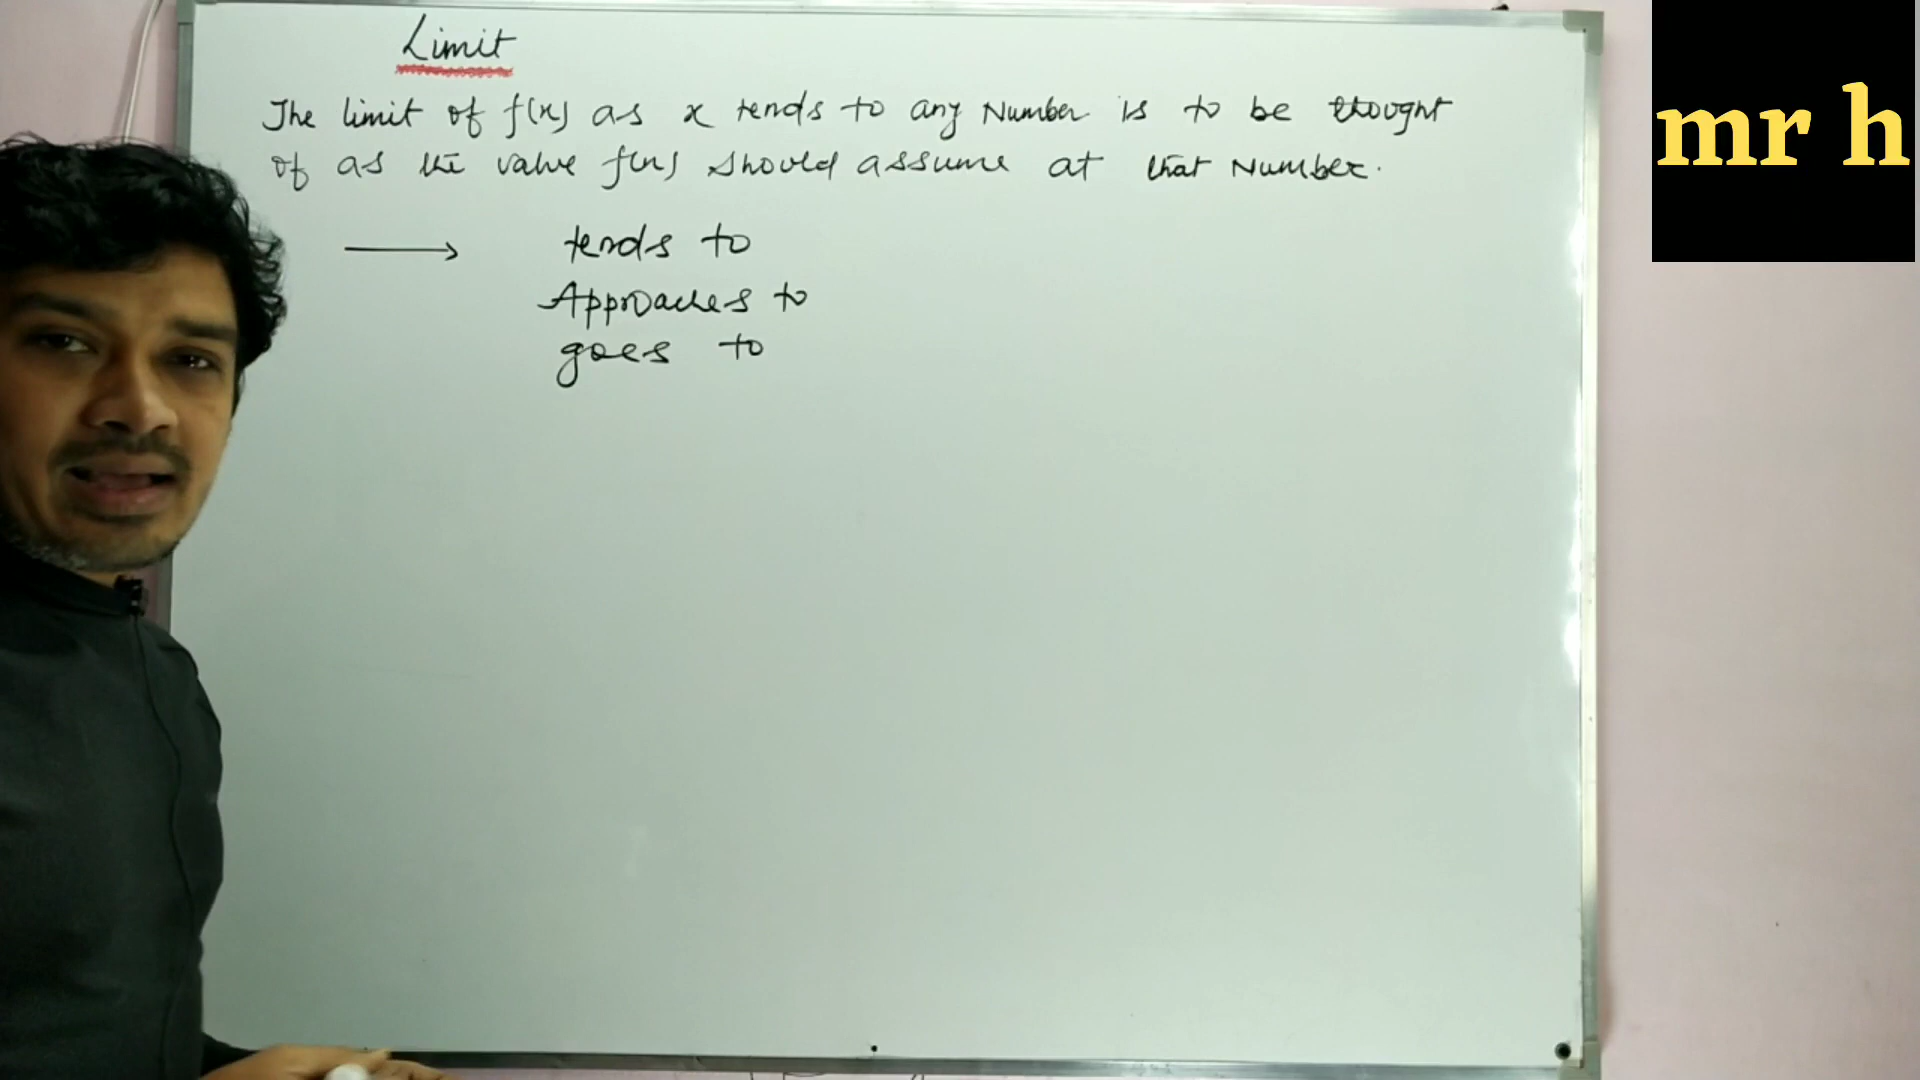 Limit
The limit of f(x) as x tends to any Number is to be thought
of as the value f(x) should assume at that Number.
⟶ tends to
Approaches to
goes to
mr h